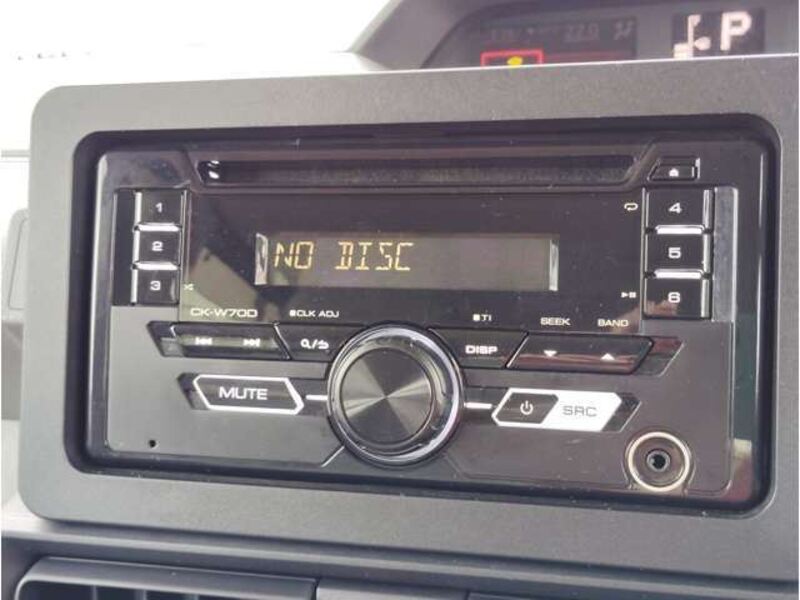 P
NO DISC
1
2
3
4
5
6
CK-W70D
CLK ADJ
TI
SEEK
BAND
DISP
MUTE
SRC